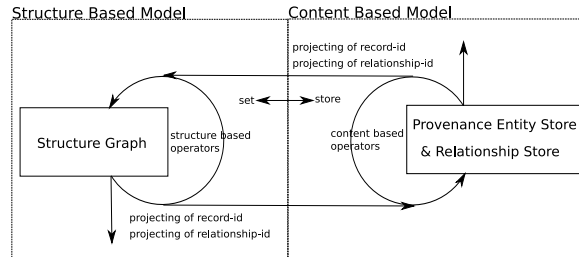 Structure Based Model
Content Based Model
projecting of record-id
projecting of relationship-id
set
store
Structure Graph
structure based
operators
content based
operators
Provenance Entity Store
& Relationship Store
projecting of record-id
projecting of relationship-id